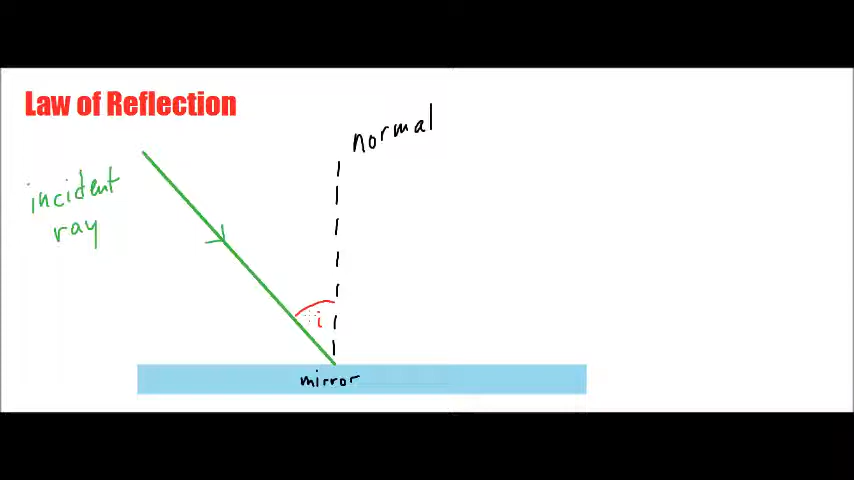 Law of Reflection
normal
incident
ray
i
mirror